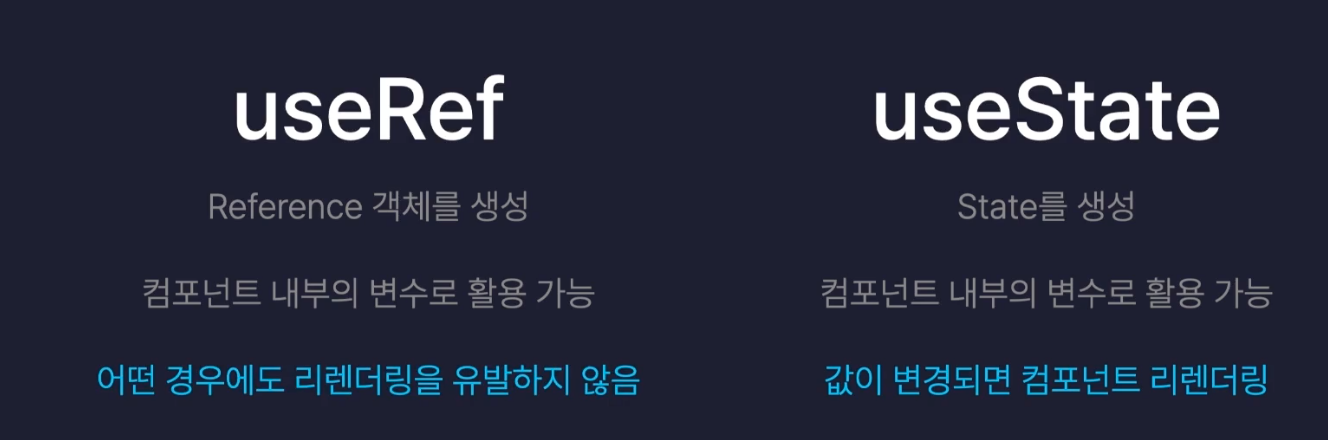 useRef
Reference 객체를 생성
컴포넌트 내부의 변수로 활용 가능
어떤 경우에도 리렌더링을 유발하지 않음
useState
State를 생성
컴포넌트 내부의 변수로 활용 가능
값이 변경되면 컴포넌트 리렌더링